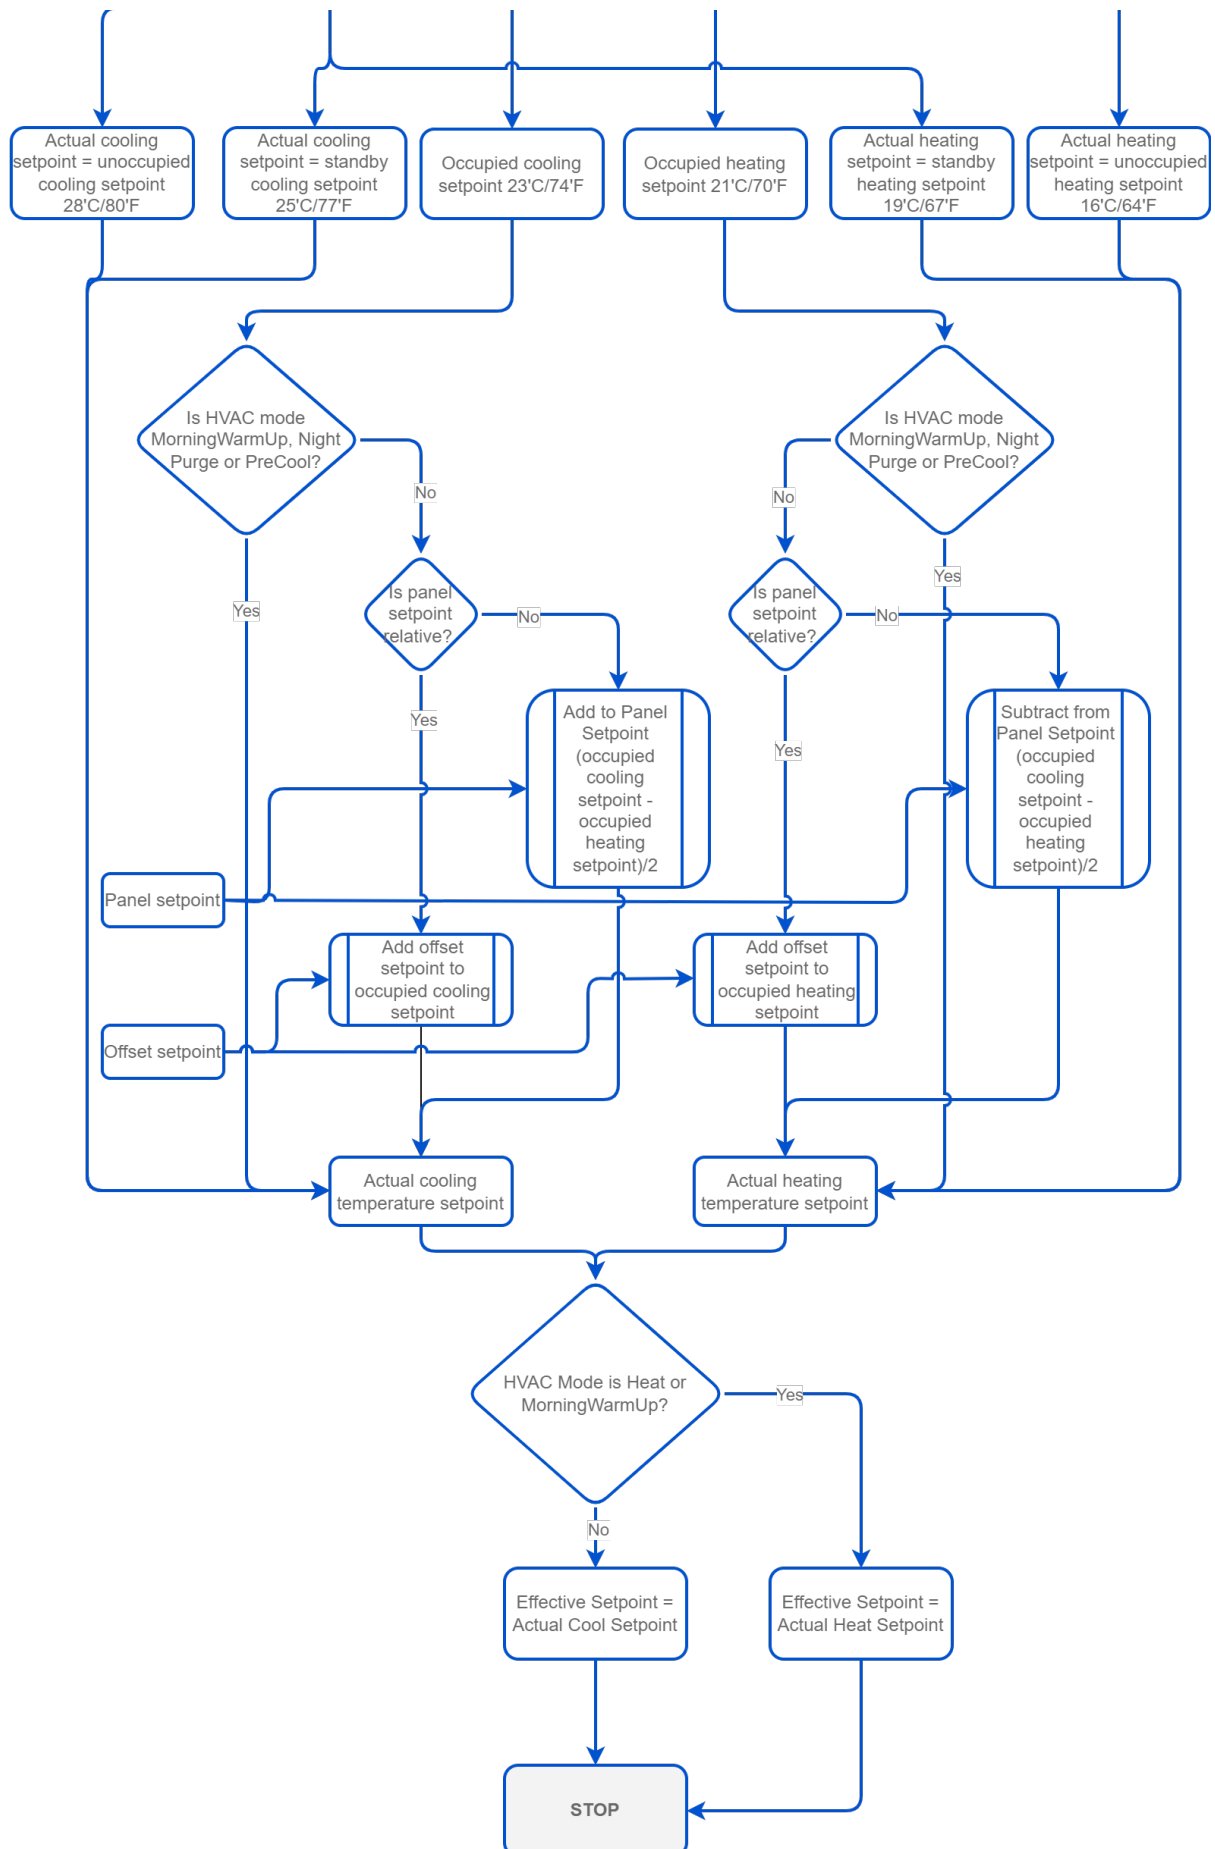 Actual cooling
setpoint = unoccupied
cooling setpoint
28'C/80'F
Actual cooling
setpoint = standby
cooling setpoint
25'C/77'F
Occupied cooling
setpoint 23'C/74'F
Occupied heating
setpoint 21'C/70'F
Actual heating
setpoint = standby
heating setpoint
19'C/67'F
Actual heating
setpoint = unoccupied
heating setpoint
16'C/64'F
Is HVAC mode
MorningWarmUp, Night
Purge or PreCool?
Is HVAC mode
MorningWarmUp, Night
Purge or PreCool?
No
No
Yes
Yes
Is panel
setpoint
relative?
No
Is panel
setpoint
relative?
No
Yes
Yes
Add to Panel
Setpoint
(occupied
cooling
setpoint -
occupied
heating
setpoint)/2
Subtract from
Panel Setpoint
(occupied
cooling
setpoint -
occupied
heating
setpoint)/2
Panel setpoint
Add offset
setpoint to
occupied cooling
setpoint
Add offset
setpoint to
occupied heating
setpoint
Offset setpoint
Actual cooling
temperature setpoint
Actual heating
temperature setpoint
HVAC Mode is Heat or
MorningWarmUp?
Yes
No
Effective Setpoint =
Actual Cool Setpoint
Effective Setpoint =
Actual Heat Setpoint
STOP